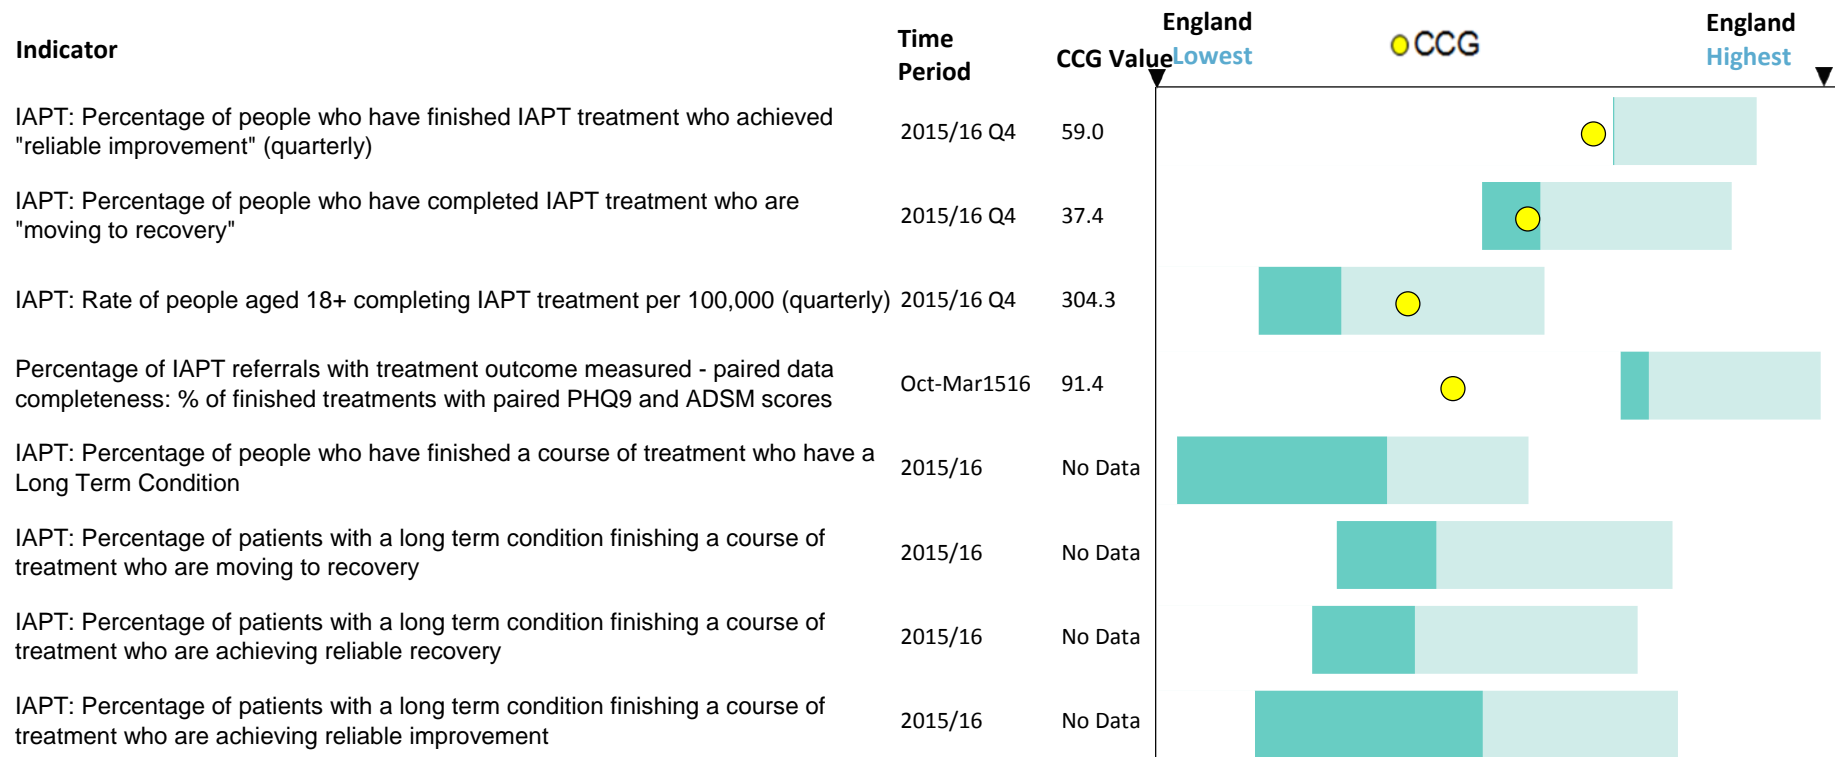 Indicator
Time
Period
CCG Value
England
Lowest
CCG
England
Highest
IAPT: Percentage of people who have finished IAPT treatment who achieved
"reliable improvement" (quarterly)
2015/16 Q4
59.0
IAPT: Percentage of people who have completed IAPT treatment who are
"moving to recovery"
2015/16 Q4
37.4
IAPT: Rate of people aged 18+ completing IAPT treatment per 100,000 (quarterly)
2015/16 Q4
304.3
Percentage of IAPT referrals with treatment outcome measured - paired data
completeness: % of finished treatments with paired PHQ9 and ADSM scores
Oct-Mar1516
91.4
IAPT: Percentage of people who have finished a course of treatment who have a
Long Term Condition
2015/16
No Data
IAPT: Percentage of patients with a long term condition finishing a course of
treatment who are moving to recovery
2015/16
No Data
IAPT: Percentage of patients with a long term condition finishing a course of
treatment who are achieving reliable recovery
2015/16
No Data
IAPT: Percentage of patients with a long term condition finishing a course of
treatment who are achieving reliable improvement
2015/16
No Data